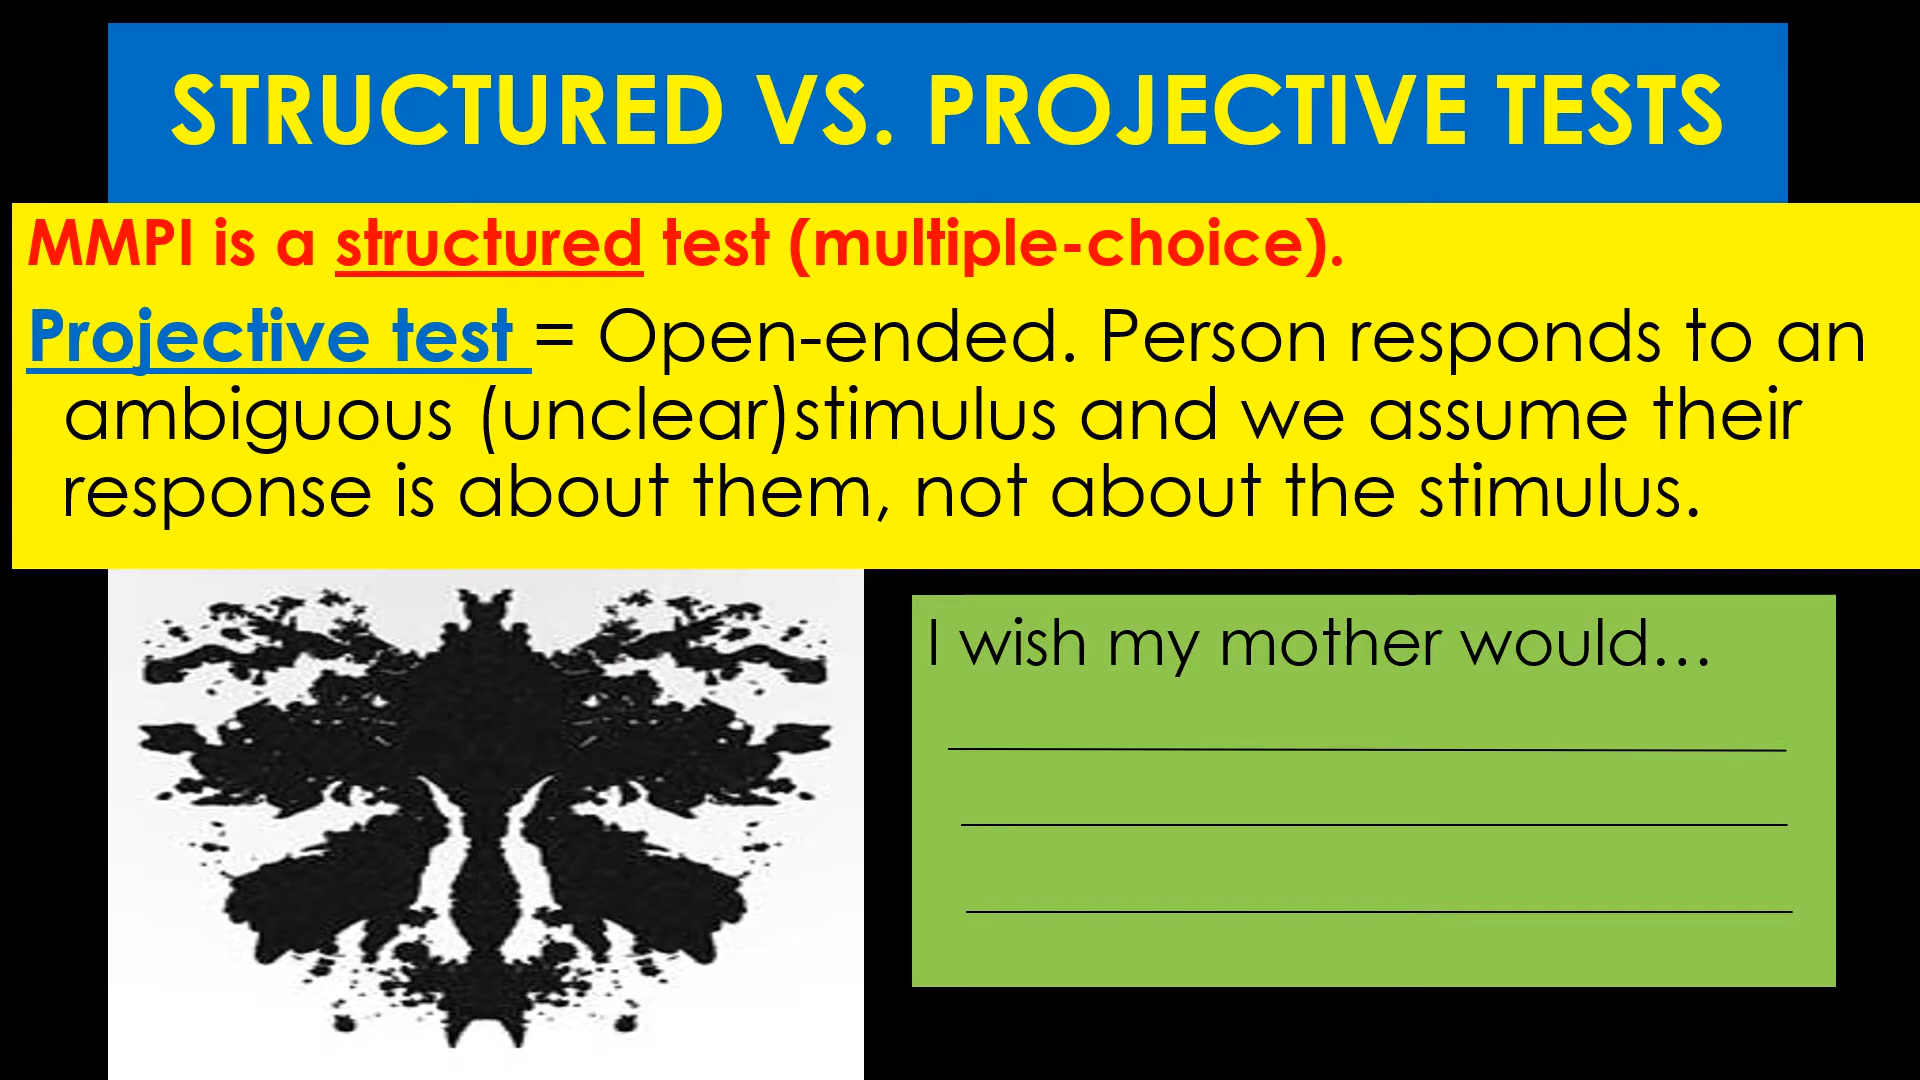 STRUCTURED VS. PROJECTIVE TESTS
MMPI is a structured test (multiple-choice).
Projective test = Open-ended. Person responds to an
ambiguous (unclear)stimulus and we assume their
response is about them, not about the stimulus.
I wish my mother would…